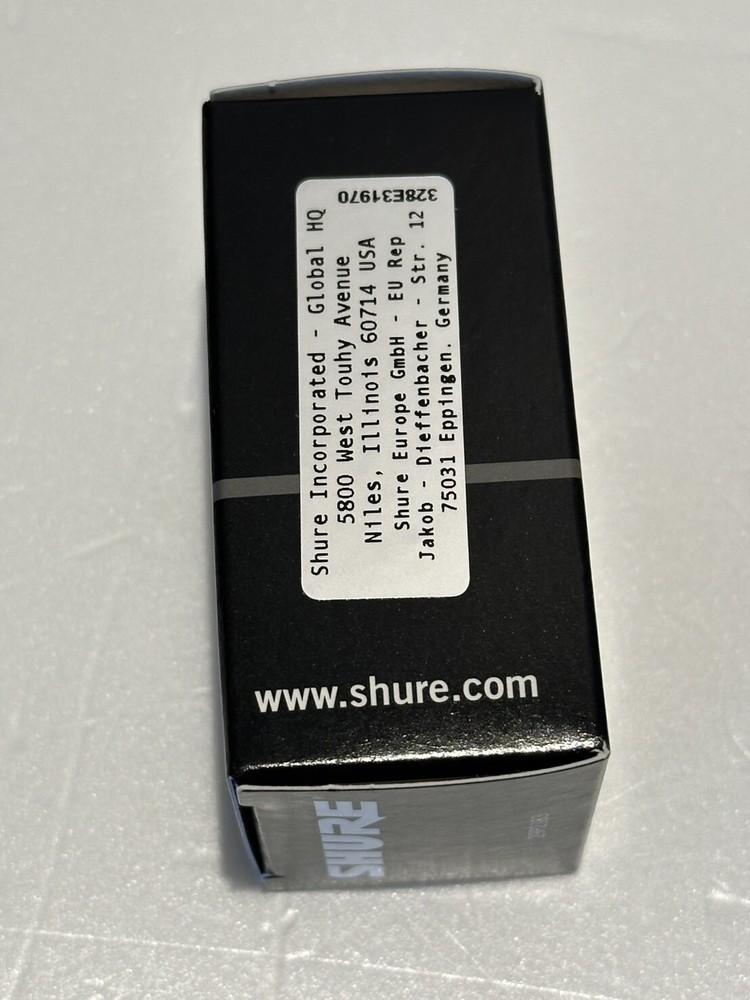 Shure Incorporated - Global HQ
5800 West Touhy Avenue
Niles, Illinois 60714 USA
Shure Europe GmbH - EU Rep
Jakob - Dieffenbacher - Str. 12
75031 Eppingen. Germany
328E31970
www.shure.com
SHURE